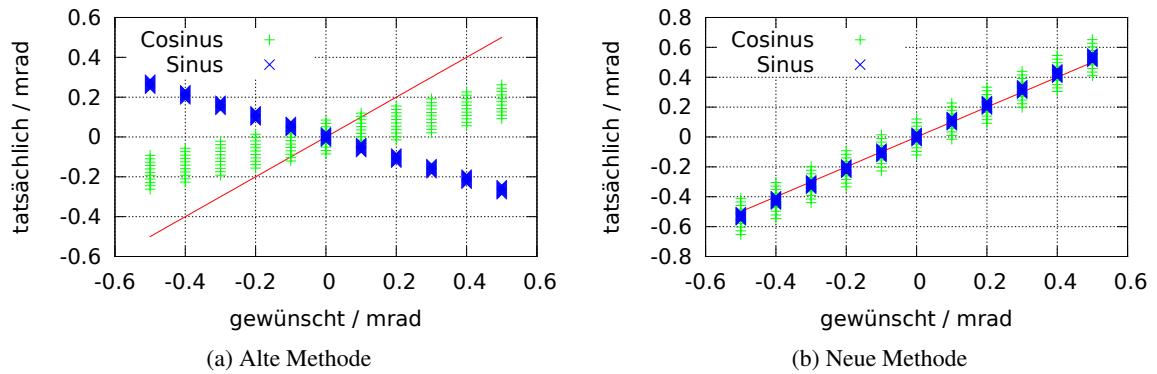 0.6
0.4
0.2
0
-0.2
-0.4
-0.6
tatsächlich / mrad
Cosinus
Sinus
-0.6 -0.4 -0.2 0 0.2 0.4 0.6
gewünscht / mrad
(a) Alte Methode
0.8
0.6
0.4
0.2
0
-0.2
-0.4
-0.6
-0.8
tatsächlich / mrad
Cosinus
Sinus
-0.6 -0.4 -0.2 0 0.2 0.4 0.6
gewünscht / mrad
(b) Neue Methode